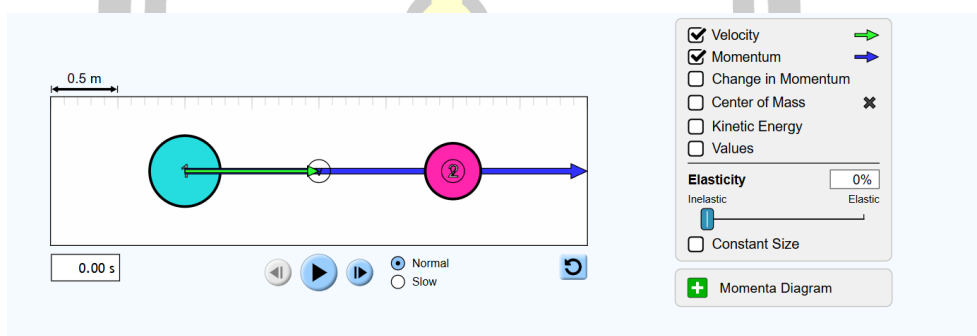 0.5 m
1
v
2
0.00 s
Normal
Slow
Velocity
Momentum
Change in Momentum
Center of Mass
Kinetic Energy
Values
Elasticity 0%
Inelastic Elastic
Constant Size
Momenta Diagram